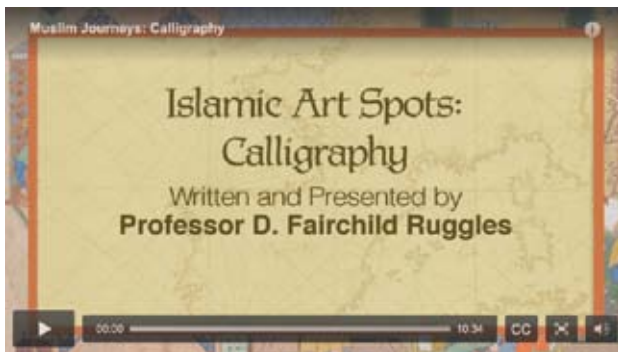 Muslim Journeys: Calligraphy
Islamic Art Spots:
Calligraphy
Written and Presented by
Professor D. Fairchild Ruggles
00:00 10:34 CC